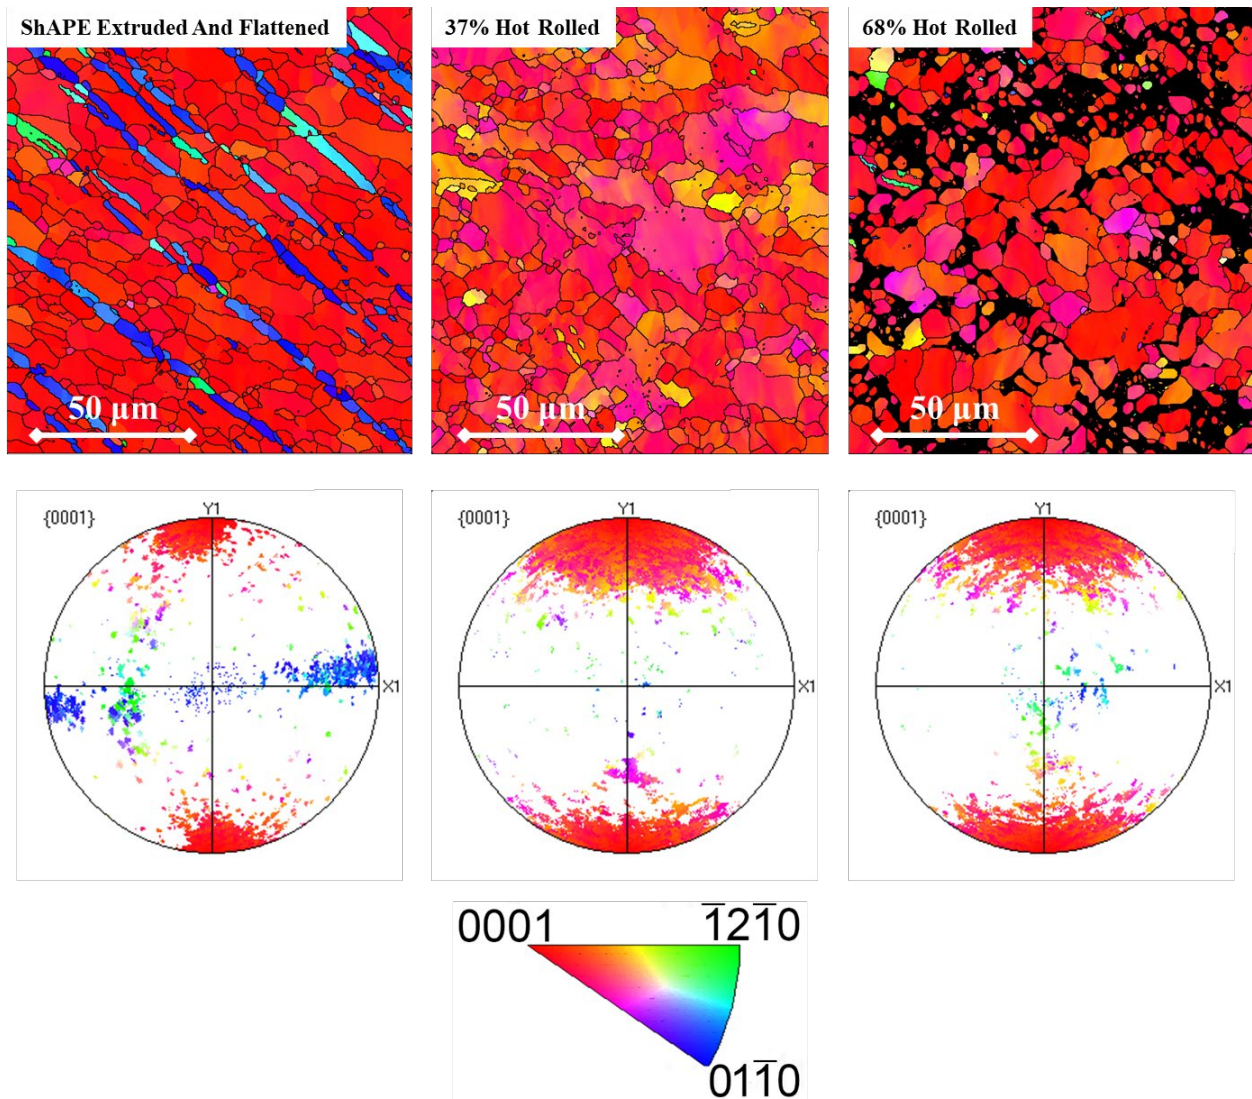 ShAPE Extruded And Flattened
37% Hot Rolled
68% Hot Rolled
50 μm
50 μm
50 μm
{0001}
Y1
X1
{0001}
Y1
X1
{0001}
Y1
X1
0001
1̅21̅0
011̅0